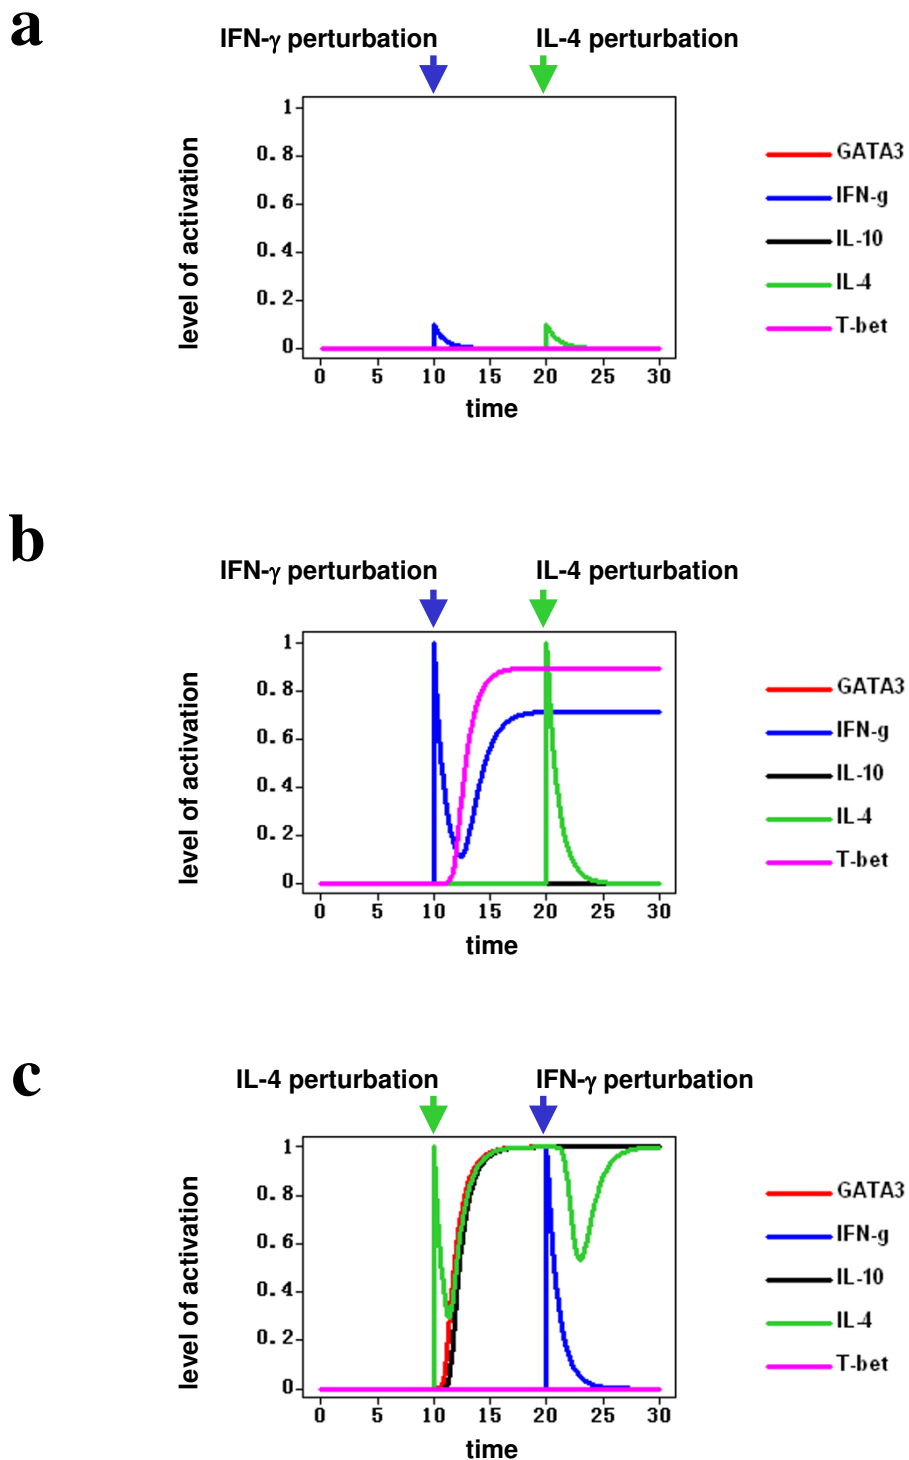 a
IFN-γ perturbation IL-4 perturbation
level of activation
1
0.8
0.6
0.4
0.2
0
0 5 10 15 20 25 30
time
GATA3
IFN-g
IL-10
IL-4
T-bet
b
IFN-γ perturbation IL-4 perturbation
level of activation
1
0.8
0.6
0.4
0.2
0
0 5 10 15 20 25 30
time
GATA3
IFN-g
IL-10
IL-4
T-bet
c
IL-4 perturbation IFN-γ perturbation
level of activation
1
0.8
0.6
0.4
0.2
0
0 5 10 15 20 25 30
time
GATA3
IFN-g
IL-10
IL-4
T-bet